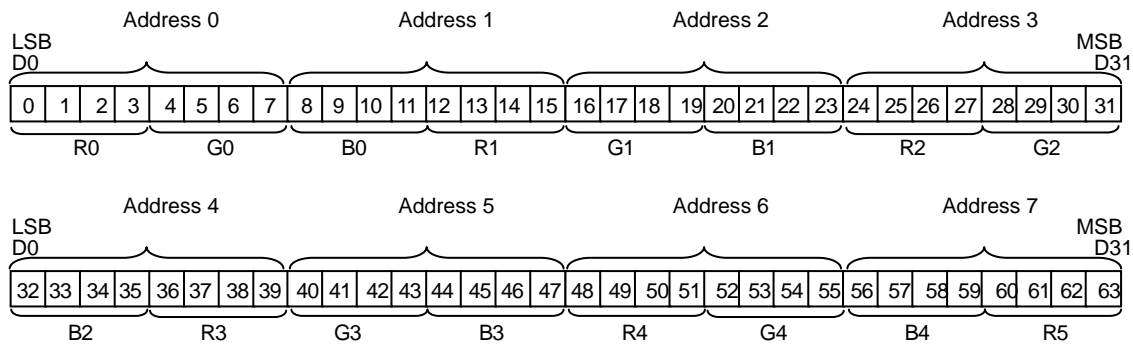 Address 0 Address 1 Address 2 Address 3
LSB MSB
D0 D31
0 1 2 3 4 5 6 7 8 9 10 11 12 13 14 15 16 17 18 19 20 21 22 23 24 25 26 27 28 29 30 31
R0 G0 B0 R1 G1 B1 R2 G2
Address 4 Address 5 Address 6 Address 7
LSB MSB
D0 D31
32 33 34 35 36 37 38 39 40 41 42 43 44 45 46 47 48 49 50 51 52 53 54 55 56 57 58 59 60 61 62 63
B2 R3 G3 B3 R4 G4 B4 R5